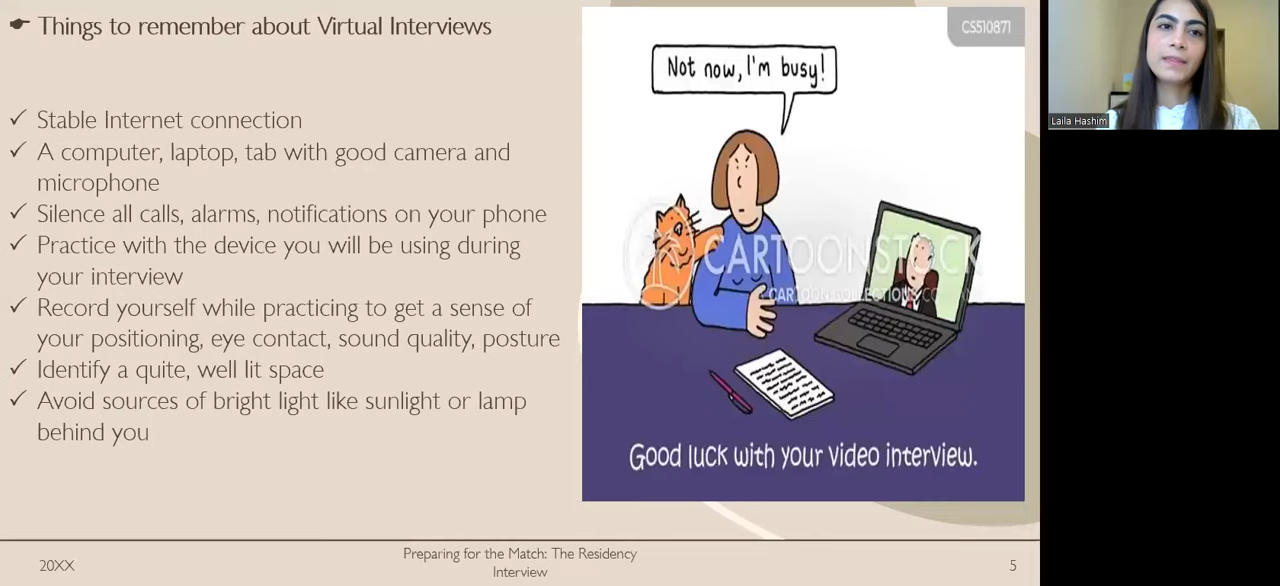 Things to remember about Virtual Interviews
Stable Internet connection
A computer, laptop, tab with good camera and
microphone
Silence all calls, alarms, notifications on your phone
Practice with the device you will be using during
your interview
Record yourself while practicing to get a sense of
your positioning, eye contact, sound quality, posture
Identify a quite, well lit space
Avoid sources of bright light like sunlight or lamp
behind you
CS510871
Not now, I'm busy!
CARTOONSTOCK
Good luck with your video interview.
Laila Hashim
20XX
Preparing for the Match: The Residency
Interview
5